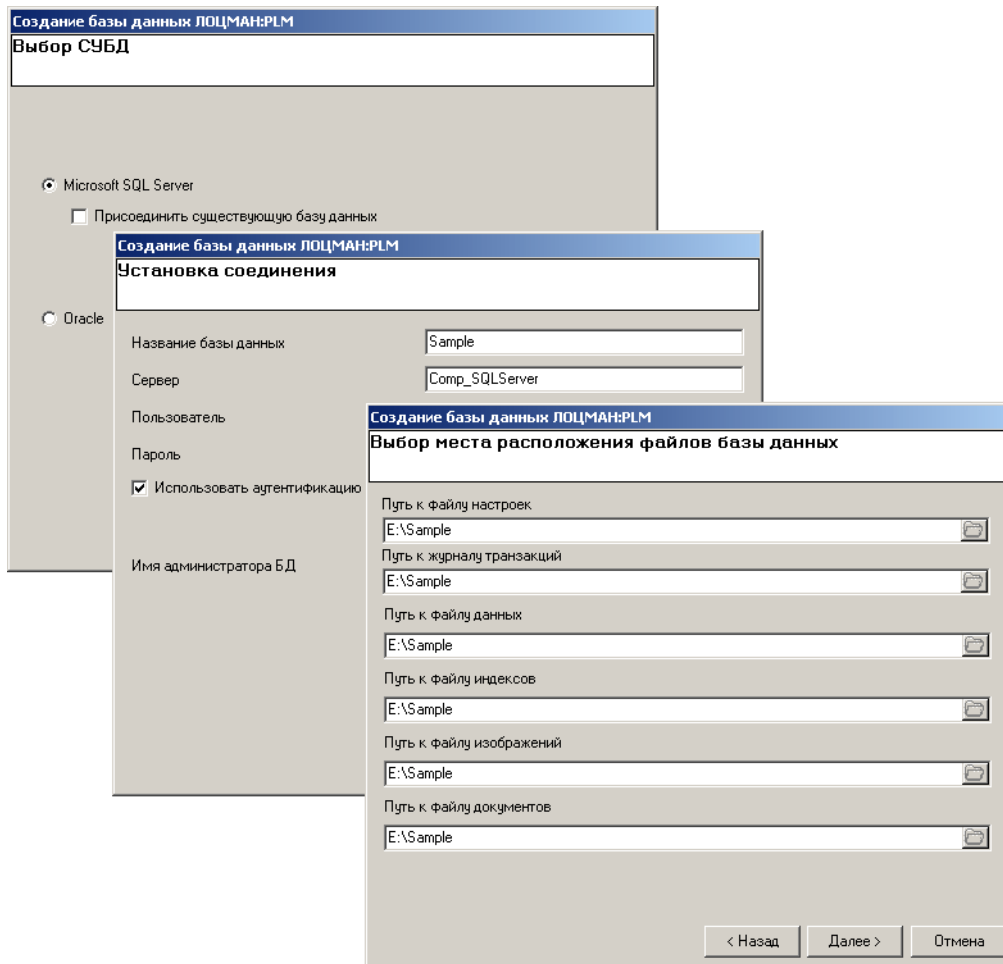 Создание базы данных ЛОЦМАН:PLM
Выбор СУБД
Microsoft SQL Server
Присоединить существующую базу данных
Oracle
Создание базы данных ЛОЦМАН:PLM
Установка соединения
Название базы данных
Sample
Сервер
Comp_SQLServer
Пользователь
Пароль
Использовать аутентификацию
Имя администратора БД
Создание базы данных ЛОЦМАН:PLM
Выбор места расположения файлов базы данных
Путь к файлу настроек
E:\Sample
Путь к журналу транзакций
E:\Sample
Путь к файлу данных
E:\Sample
Путь к файлу индексов
E:\Sample
Путь к файлу изображений
E:\Sample
Путь к файлу документов
E:\Sample
< Назад
Далее >
Отмена